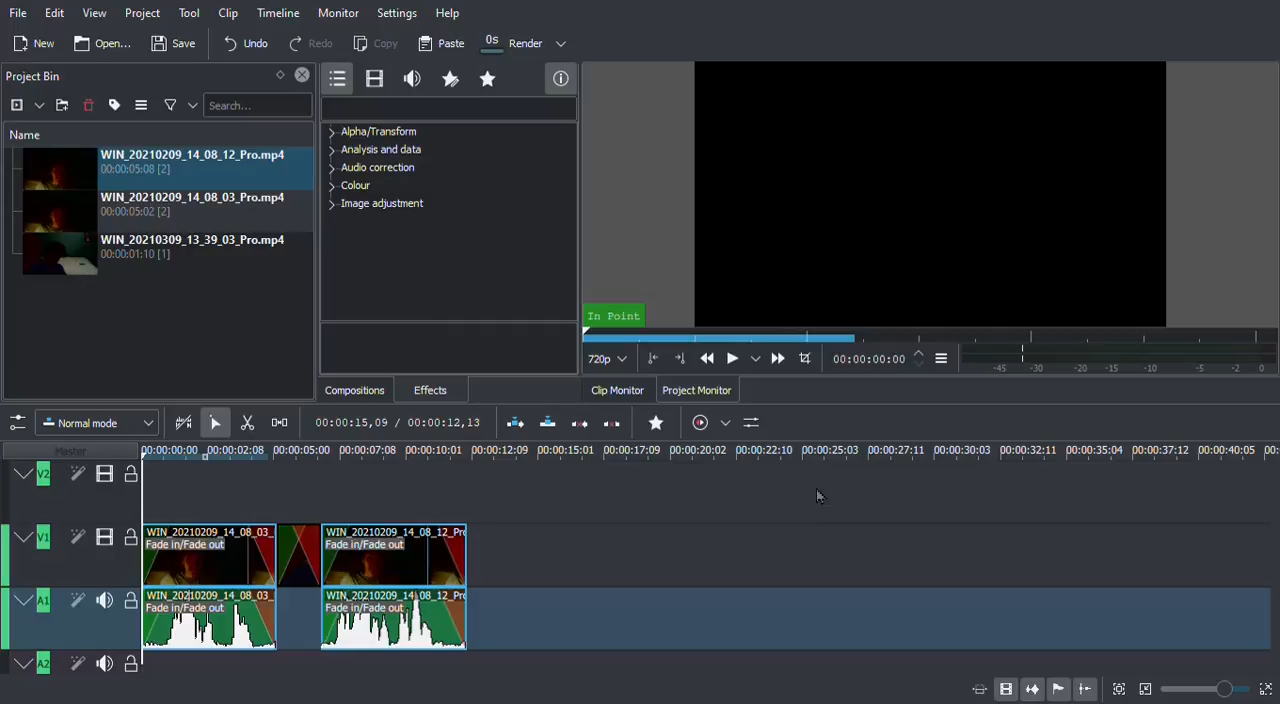 File Edit View Project Tool Clip Timeline Monitor Settings Help
New Open... Save Undo Redo Copy Paste 0s Render
Project Bin
Search...
Name
WIN_20210209_14_08_12_Pro.mp4
00:00:05:08 [2]
WIN_20210209_14_08_03_Pro.mp4
00:00:05:02 [2]
WIN_20210309_13_39_03_Pro.mp4
00:00:01:10 [1]
Alpha/Transform
Analysis and data
Audio correction
Colour
Image adjustment
In Point
720p 00:00:00:00 -45 -30 -20 -15 -10 -5 -2 0
Compositions Effects Clip Monitor Project Monitor
Normal mode 00:00:15,09 / 00:00:12,13
Master 00:00:00:00 00:00:02:08 00:00:05:00 00:00:07:08 00:00:10:01 00:00:12:09 00:00:15:01 00:00:17:09 00:00:20:02 00:00:22:10 00:00:25:03 00:00:27:11 00:00:30:03 00:00:32:11 00:00:35:04 00:00:37:12 00:00:40:05 00:
V2
V1 WIN_20210209_14_08_03_ WIN_20210209_14_08_12_Pro
Fade in/Fade out Fade in/Fade out
A1 WIN_20210209_14_08_03_ WIN_20210209_14_08_12_Pro
Fade in/Fade out Fade in/Fade out
A2